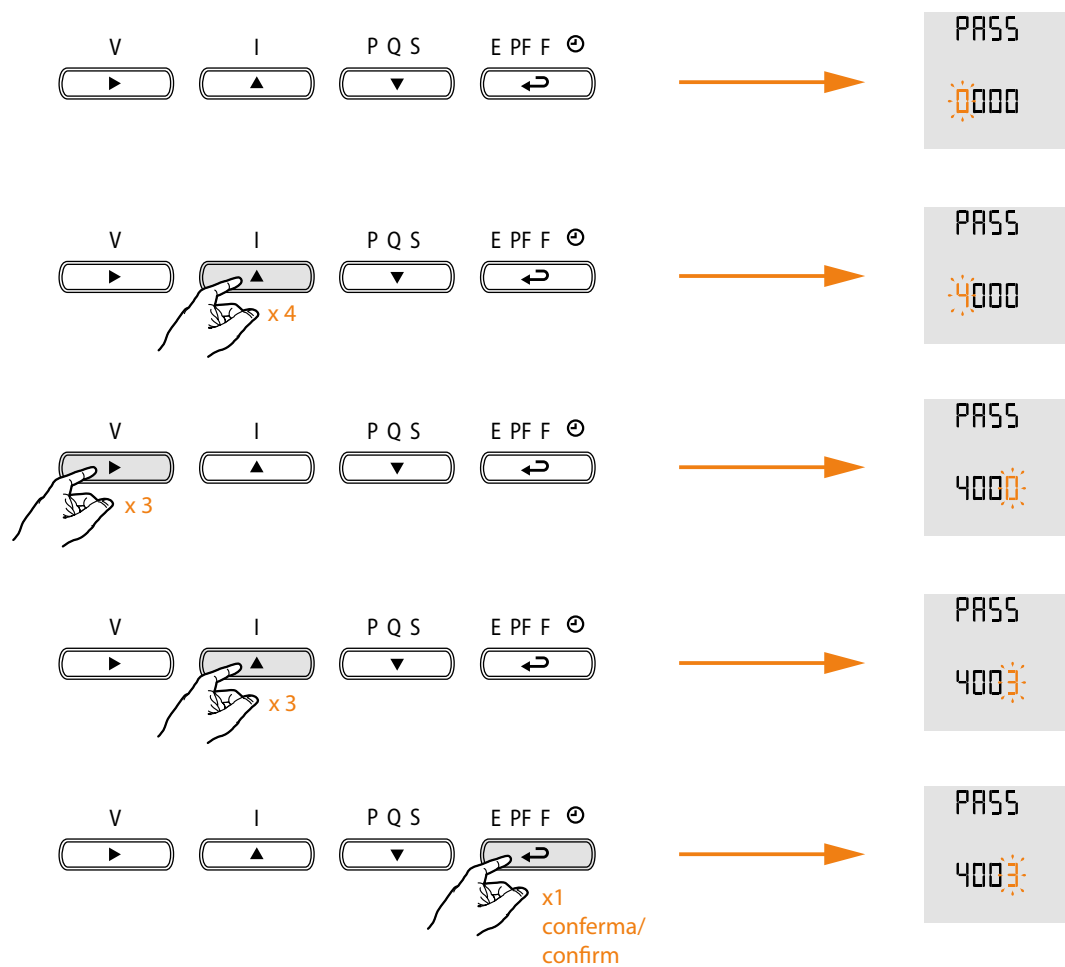 PASS
V I P Q S E PF F
0000
PASS
V I P Q S E PF F
4000
x 4
PASS
V I P Q S E PF F
4000
x 3
PASS
V I P Q S E PF F
4003
x 3
PASS
V I P Q S E PF F
4003
x1
conferma/
confirm